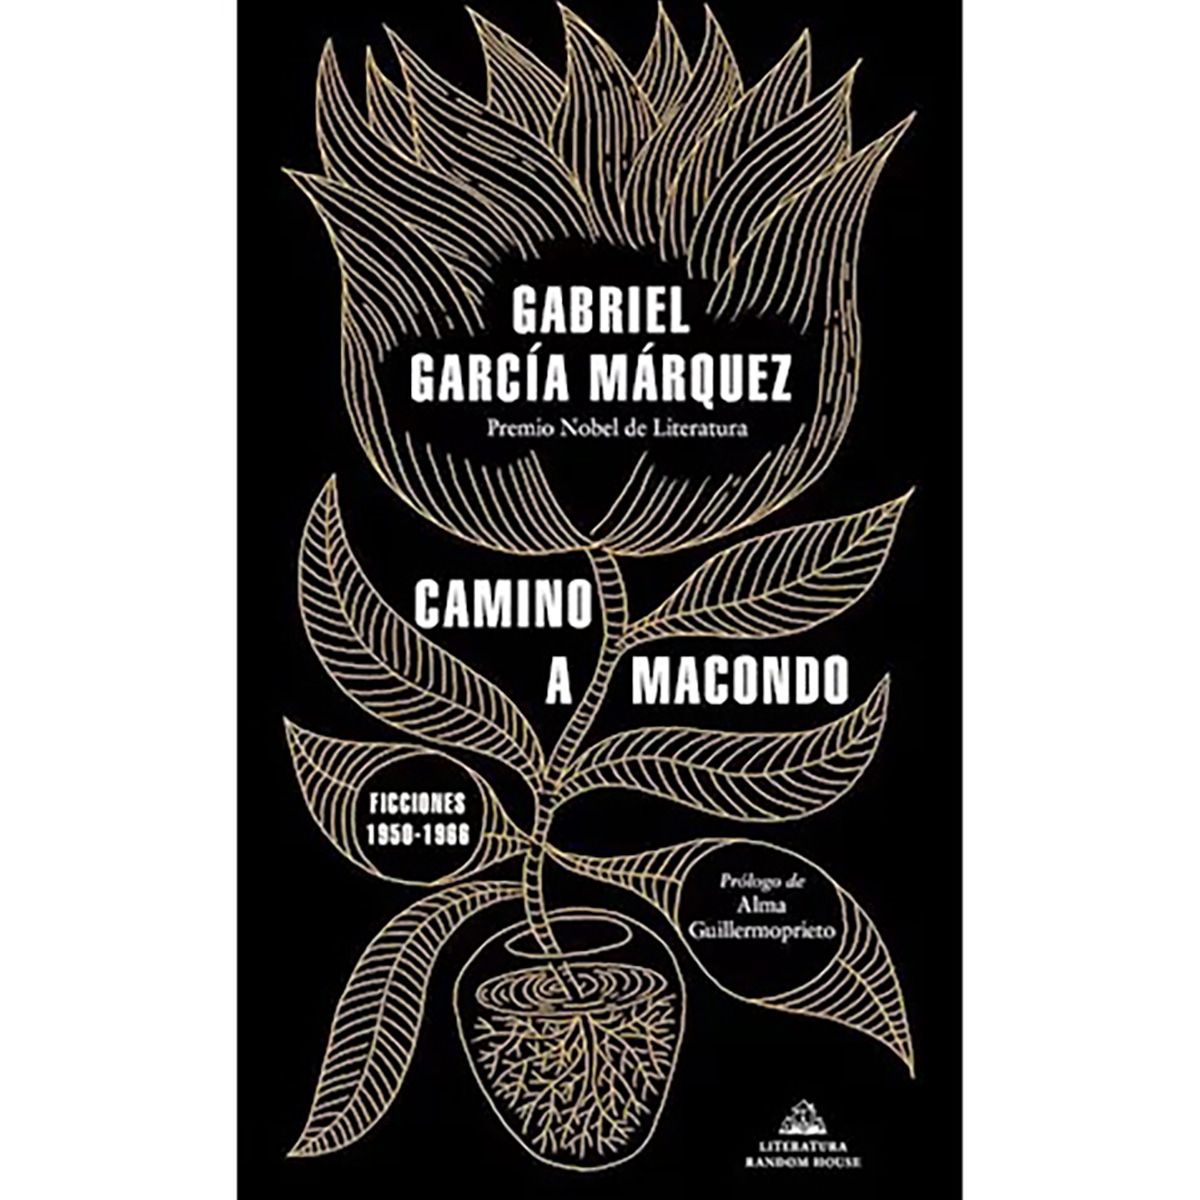 GABRIEL
GARCÍA MÁRQUEZ
Premio Nobel de Literatura
CAMINO
A MACONDO
FICCIONES
1950-1966
Prólogo de
Alma
Guillermoprieto
LITERATURA
RANDOM HOUSE